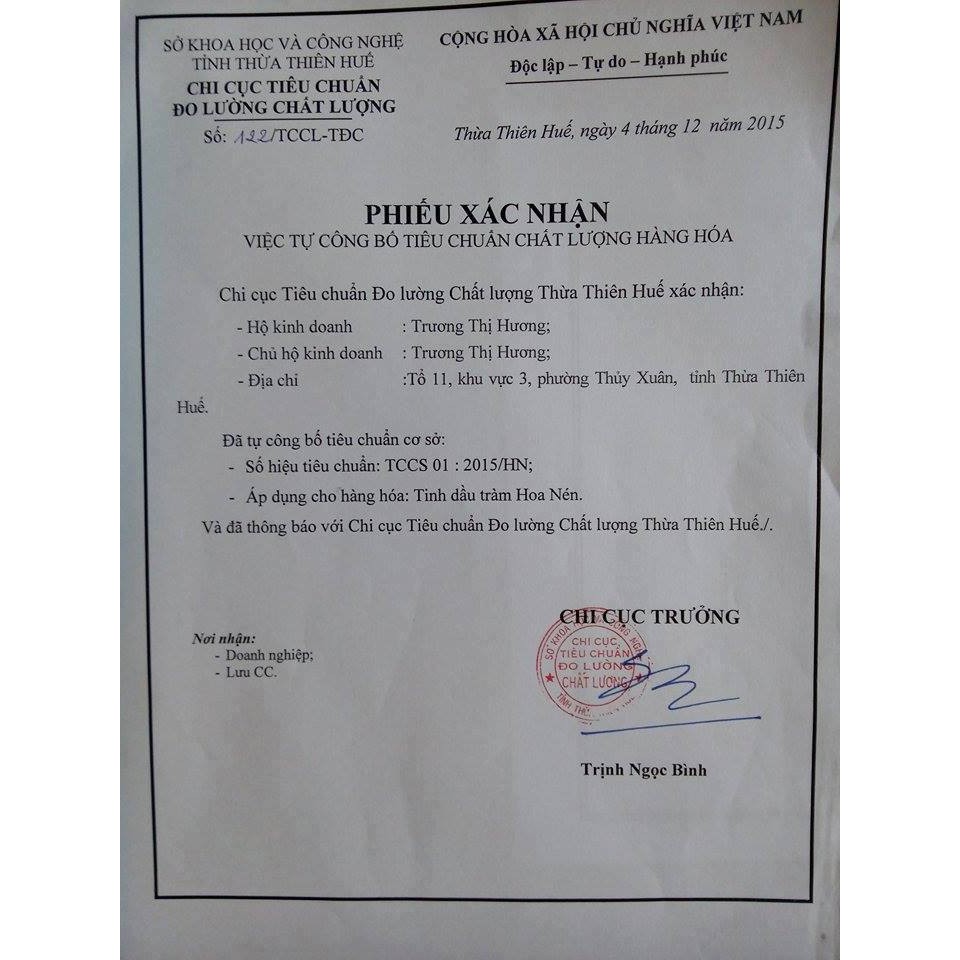 SỞ KHOA HỌC VÀ CÔNG NGHỆ
TỈNH THỪA THIÊN HUẾ
CHI CỤC TIÊU CHUẨN
ĐO LƯỜNG CHẤT LƯỢNG
Số: 122/TCCL-TĐC
CỘNG HÒA XÃ HỘI CHỦ NGHĨA VIỆT NAM
Độc lập – Tự do – Hạnh phúc
Thừa Thiên Huế, ngày 4 tháng 12 năm 2015
PHIẾU XÁC NHẬN
VIỆC TỰ CÔNG BỐ TIÊU CHUẨN CHẤT LƯỢNG HÀNG HÓA
Chi cục Tiêu chuẩn Đo lường Chất lượng Thừa Thiên Huế xác nhận:
- Hộ kinh doanh : Trương Thị Hương;
- Chủ hộ kinh doanh : Trương Thị Hương;
- Địa chỉ :Tổ 11, khu vực 3, phường Thủy Xuân, tỉnh Thừa Thiên
Huế.
Đã tự công bố tiêu chuẩn cơ sở:
- Số hiệu tiêu chuẩn: TCCS 01 : 2015/HN;
- Áp dụng cho hàng hóa: Tinh dầu tràm Hoa Nén.
Và đã thông báo với Chi cục Tiêu chuẩn Đo lường Chất lượng Thừa Thiên Huế./.
CHI CỤC TRƯỞNG
Nơi nhận:
- Doanh nghiệp;
- Lưu CC.
SỞ KHOA
CHI CỤC
TIÊU CHUẨN
ĐO LƯỜNG
CHẤT LƯỢNG
TỈNH
Trịnh Ngọc Bình